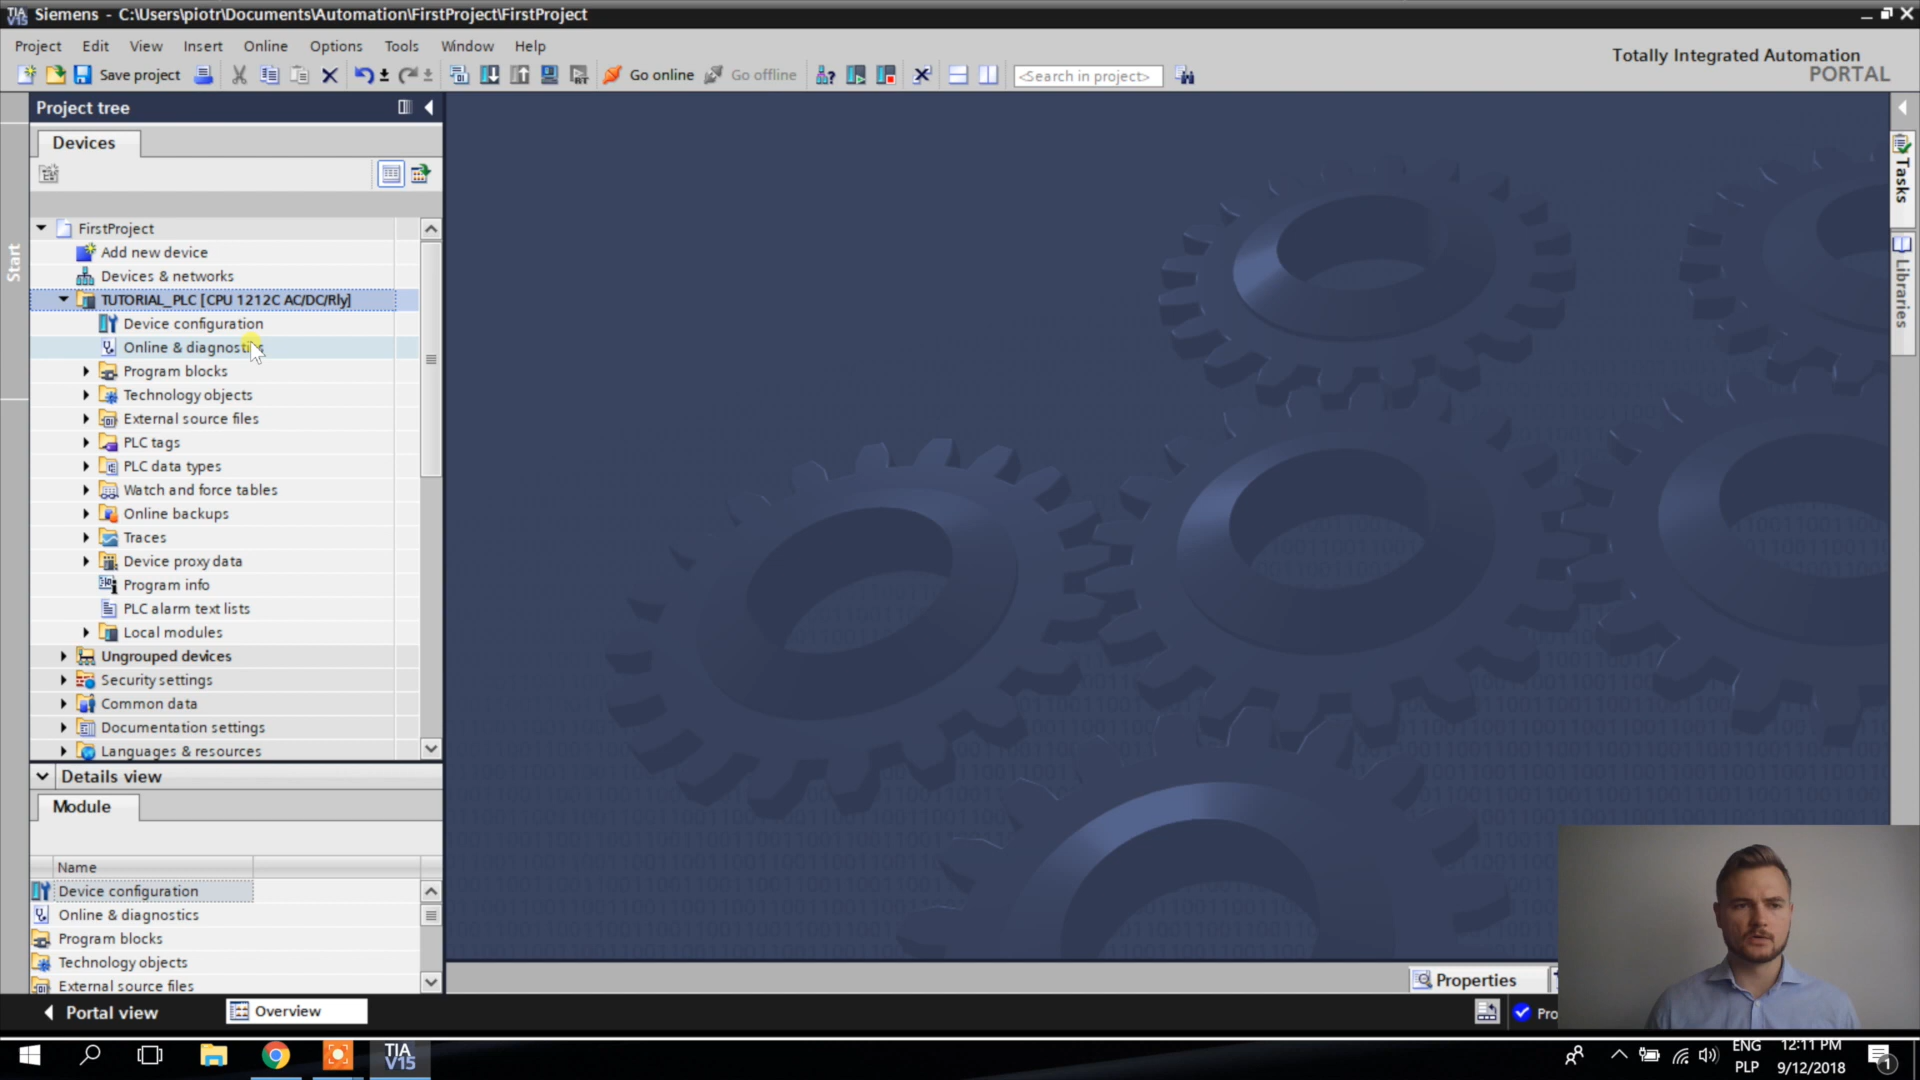 TIA V15 Siemens - C:\Users\piotr\Documents\Automation\FirstProject\FirstProject
Project Edit View Insert Online Options Tools Window Help
Totally Integrated Automation
PORTAL
Save project
Go online
Go offline
<Search in project>
Project tree
Devices
Start
Tasks
Libraries
FirstProject
Add new device
Devices & networks
TUTORIAL_PLC [CPU 1212C AC/DC/Rly]
Device configuration
Online & diagnostics
Program blocks
Technology objects
External source files
PLC tags
PLC data types
Watch and force tables
Online backups
Traces
Device proxy data
Program info
PLC alarm text lists
Local modules
Ungrouped devices
Security settings
Common data
Documentation settings
Languages & resources
Details view
Module
Name
Device configuration
Online & diagnostics
Program blocks
Technology objects
External source files
Properties
Portal view
Overview
Pro
TIA V15
ENG
PLP
12:11 PM
9/12/2018
1